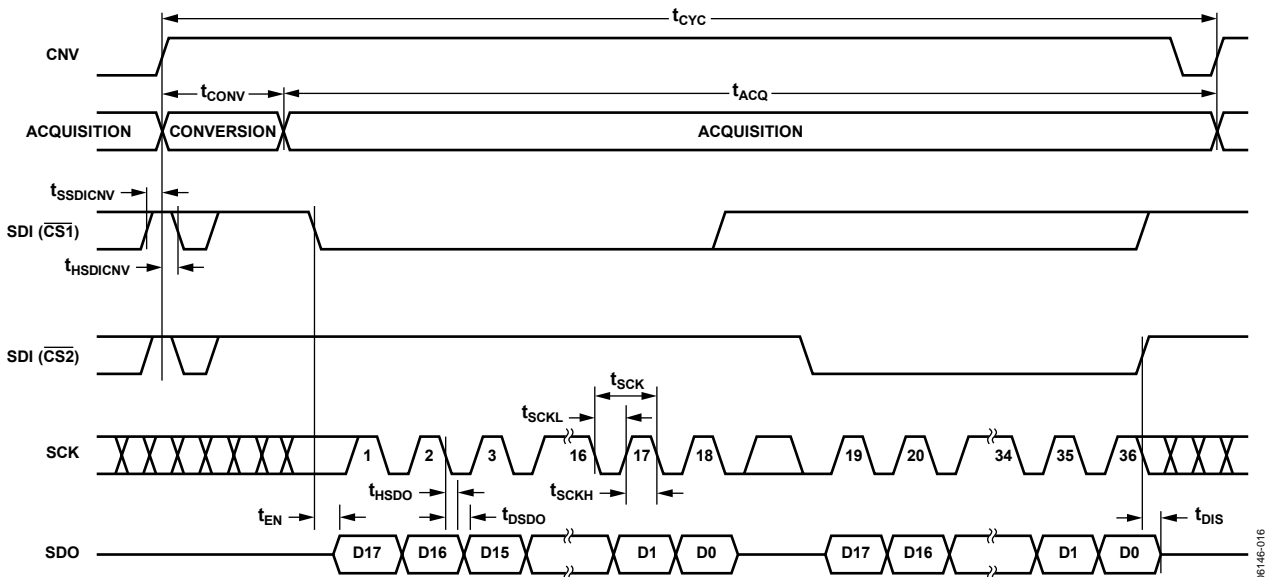 tCYC
CNV
tCONV
tACQ
ACQUISITION
CONVERSION
ACQUISITION
tSSDICNV
SDI (CS1)
tHSDICNV
SDI (CS2)
tSCK
tSCKL
SCK
1 2 3 16 17 18 19 20 34 35 36
tHSDO
tSCKH
tEN
tDSDO
tDIS
SDO
D17 D16 D15 D1 D0 D17 D16 D1 D0
06146-016